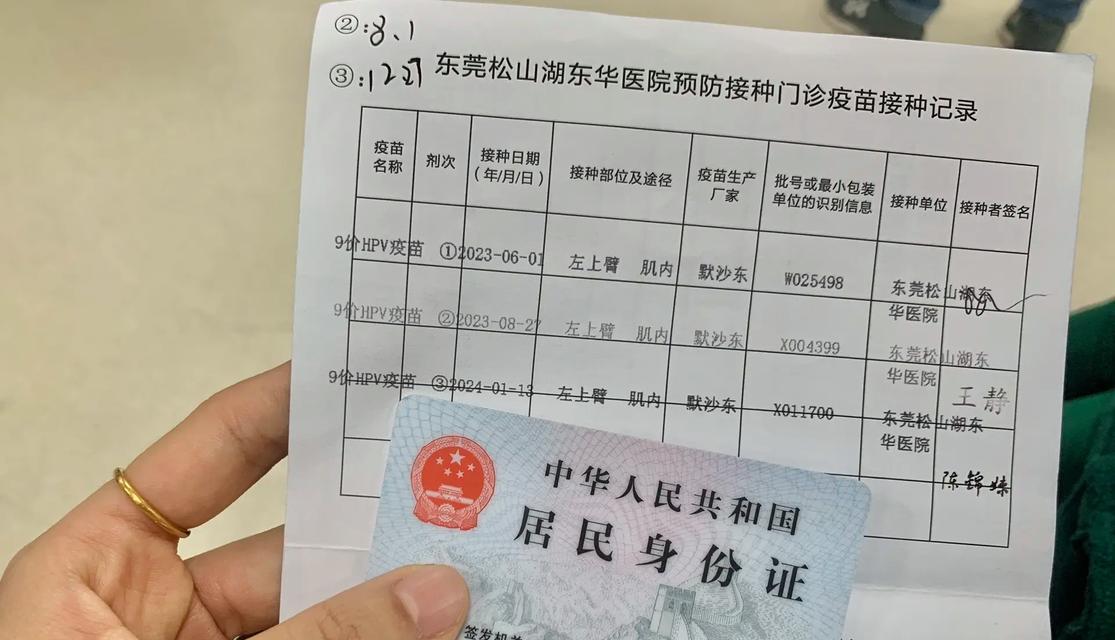 ②:8.1
③:12月
东莞松山湖东华医院预防接种门诊疫苗接种记录
疫苗名称 剂次 接种日期(年/月/日) 接种部位及途径 疫苗生产厂家 批号或最小包装单位的识别信息 接种单位 接种者签名
9价HPV疫苗 ①2023-06-01 左上臂 肌内 默沙东 W025498 东莞松山湖东华医院
9价HPV疫苗 ②2023-08-27 左上臂 肌内 默沙东 X004399 东莞松山湖东华医院 王静
9价HPV疫苗 ③2024-01-13 左上臂 肌内 默沙东 X011700 东莞松山湖东华医院 陈锦妹
中华人民共和国
居民身份证
签发机关